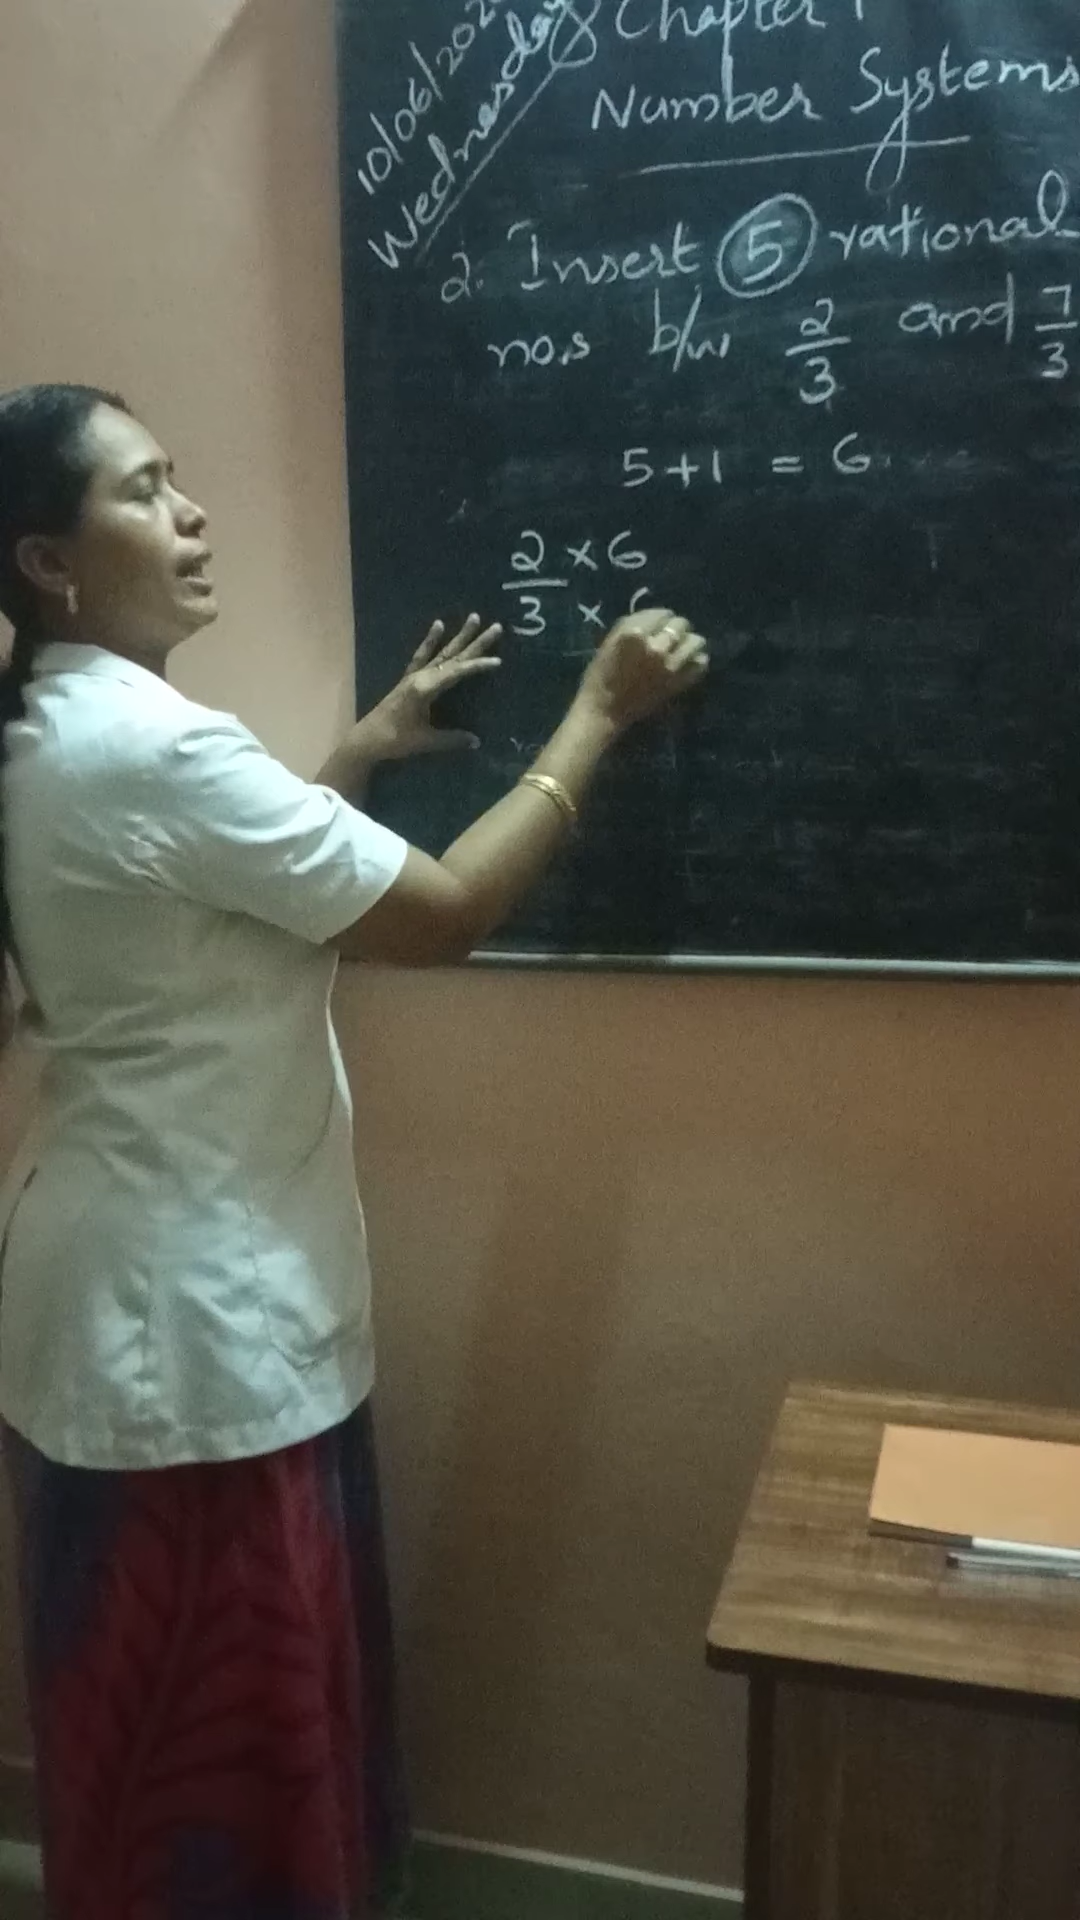 10/06/202
Wednesday
Chapter 1
Number Systems
2. Insert 5 rational
nos b/w 2/3 and 7/3
5+1 = 6
2 × 6
3 × 6